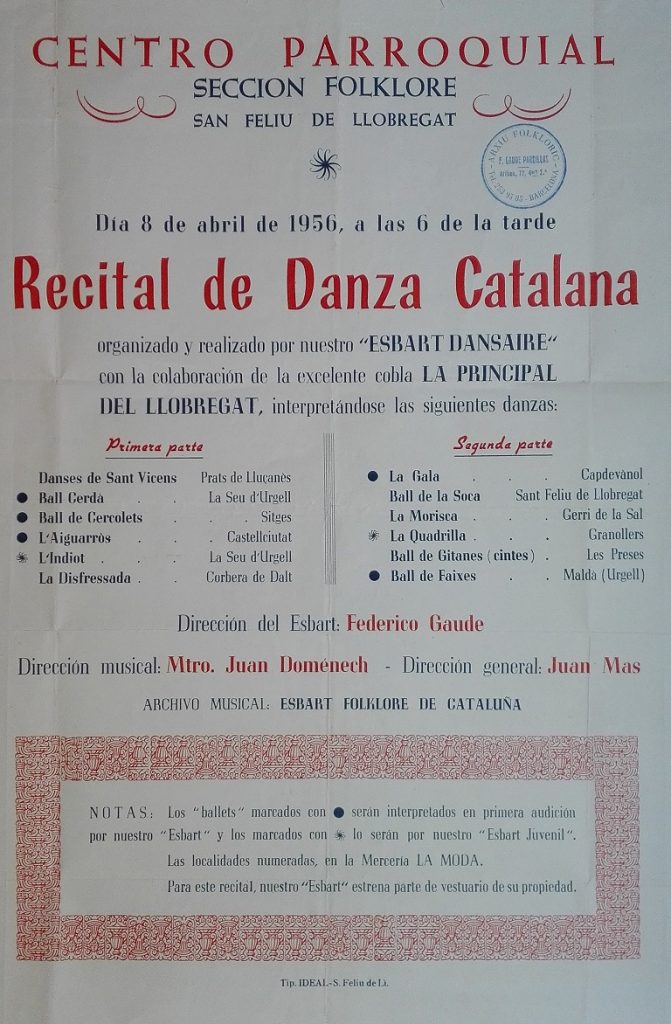 CENTRO PARROQUIAL
SECCION FOLKLORE
SAN FELIU DE LLOBREGAT
ARXIU FOLKLORIC
F. GAUDE PARDILLAS
BARCELONA
Día 8 de abril de 1956, a las 6 de la tarde
Recital de Danza Catalana
organizado y realizado por nuestro "ESBART DANSAIRE"
con la colaboración de la excelente cobla LA PRINCIPAL
DEL LLOBREGAT, interpretándose las siguientes danzas:
Primera parte
Danses de Sant Vicens Prats de Lluçanès
● Ball Cerdà . . La Seu d'Urgell
● Ball de Cercolets . . . Sitges
● L'Aiguarròs . . Castellciutat
✺ L'Indiot . . . La Seu d'Urgell
La Disfressada . . Corbera de Dalt
Segunda parte
● La Gala . . . Capdevànol
Ball de la Soca Sant Feliu de Llobregat
La Morisca . . . Gerri de la Sal
✺ La Quadrilla . . . Granollers
Ball de Gitanes (cintes) . Les Preses
● Ball de Faixes . . Maldà (Urgell)
Dirección del Esbart: Federico Gaude
Dirección musical: Mtro. Juan Doménech - Dirección general: Juan Mas
ARCHIVO MUSICAL: ESBART FOLKLORE DE CATALUÑA
NOTAS: Los "ballets" marcados con ● serán interpretados en primera audición
por nuestro "Esbart" y los marcados con ✺ lo serán por nuestro "Esbart Juvenil".
Las localidades numeradas, en la Mercería LA MODA.
Para este recital, nuestro "Esbart" estrena parte de vestuario de su propiedad.
Tip. IDEAL.-S. Feliu de Ll.